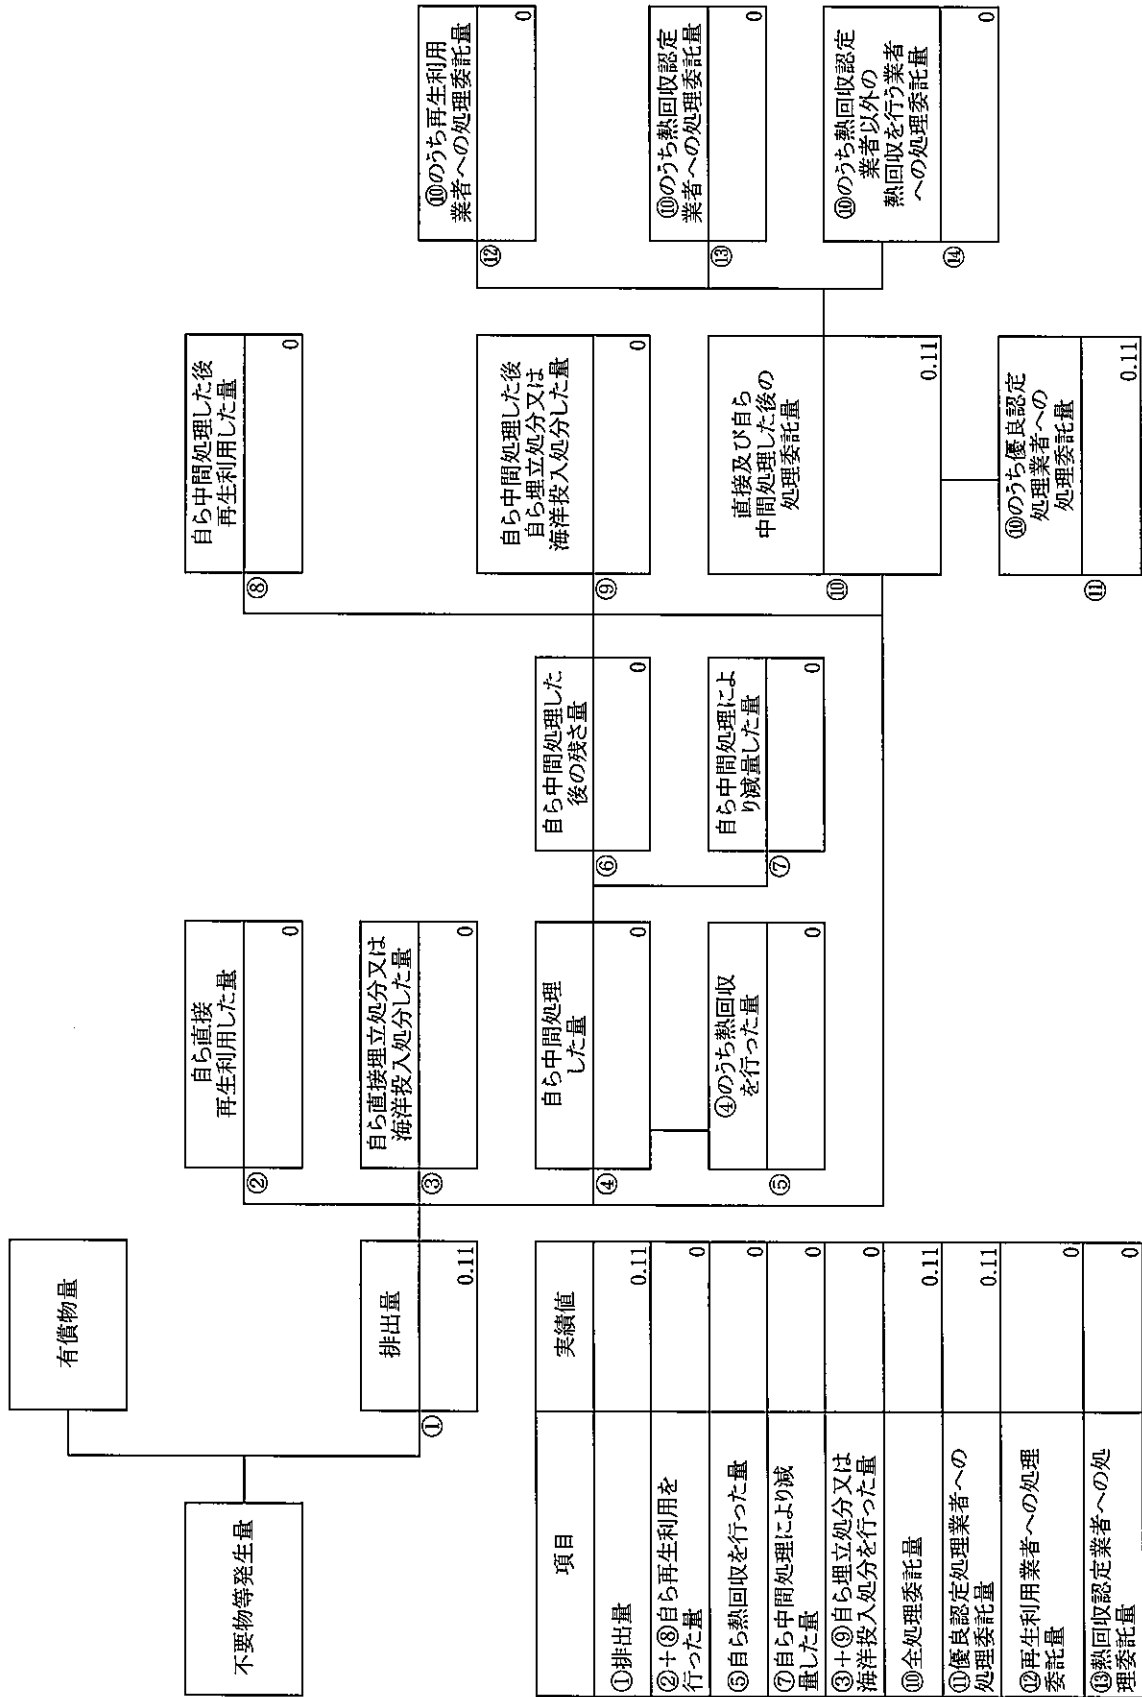 有償物量
不要物等発生量
排出量
①
0.11
自ら直接
再生利用した量
②
0
自ら直接埋立処分又は
海洋投入処分した量
③
0
自ら中間処理
した量
④
0
④のうち熱回収
を行った量
⑤
0
自ら中間処理した
後の残さ量
⑥
0
自ら中間処理によ
り減量した量
⑦
0
自ら中間処理した後
再生利用した量
⑧
0
自ら中間処理した後
自ら埋立処分又は
海洋投入処分した量
⑨
0
直接及び自ら
中間処理した後の
処理委託量
⑩
0.11
⑩のうち優良認定
処理業者への
処理委託量
⑪
0.11
⑩のうち再生利用
業者への処理委託量
⑫
0
⑩のうち熱回収認定
業者への処理委託量
⑬
0
⑩のうち熱回収認定
業者以外の
熱回収を行う業者
への処理委託量
⑭
0
項目
実績値
①排出量
0.11
②+⑧自ら再生利用を
行った量
0
⑤自ら熱回収を行った量
0
⑦自ら中間処理により減
量した量
0
③+⑨自ら埋立処分又は
海洋投入処分を行った量
0
⑩全処理委託量
0.11
⑪優良認定処理業者への
処理委託量
0.11
⑫再生利用業者への処理
委託量
0
⑬熱回収認定業者への処
理委託量
0